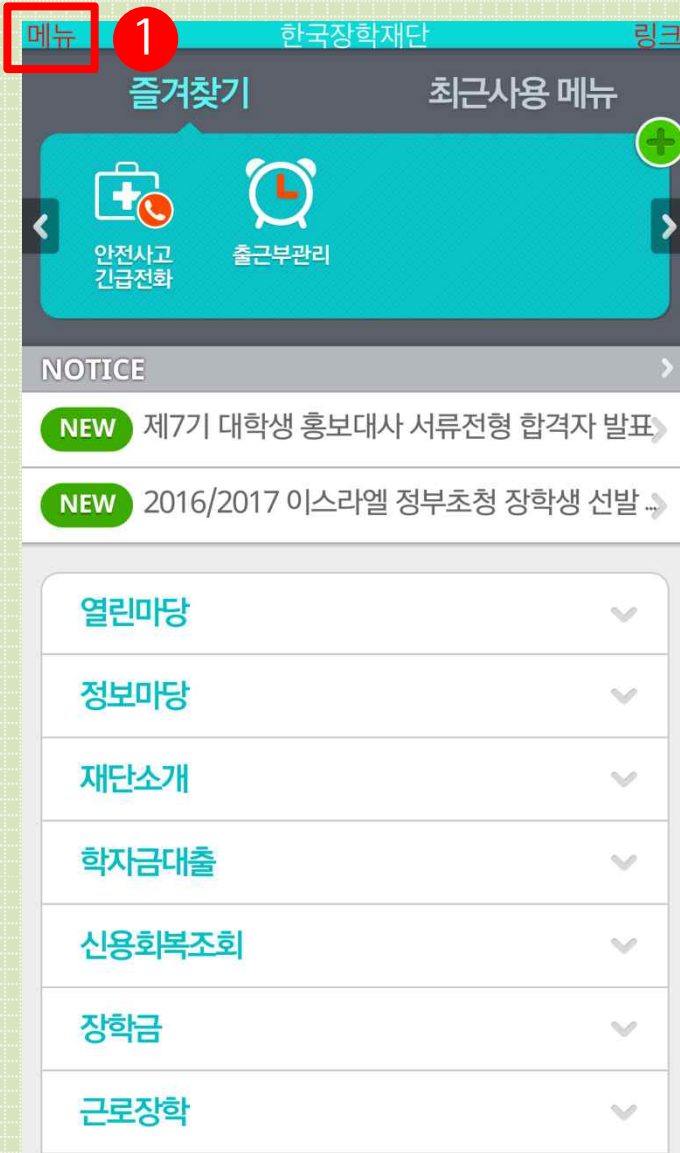 메뉴 1 한국장학재단 링크
즐겨찾기 최근사용 메뉴
안전사고 출근부관리
긴급전화
NOTICE
NEW 제7기 대학생 홍보대사 서류전형 합격자 발표
NEW 2016/2017 이스라엘 정부초청 장학생 선발 ...
열린마당
정보마당
재단소개
학자금대출
신용회복조회
장학금
근로장학